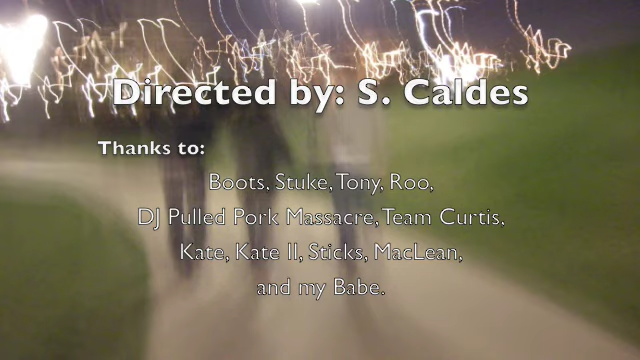 Directed by: S. Caldes
Thanks to:
Boots, Stuke, Tony, Roo,
DJ Pulled Pork Massacre, Team Curtis,
Kate, Kate II, Sticks, MacLean,
and my Babe.